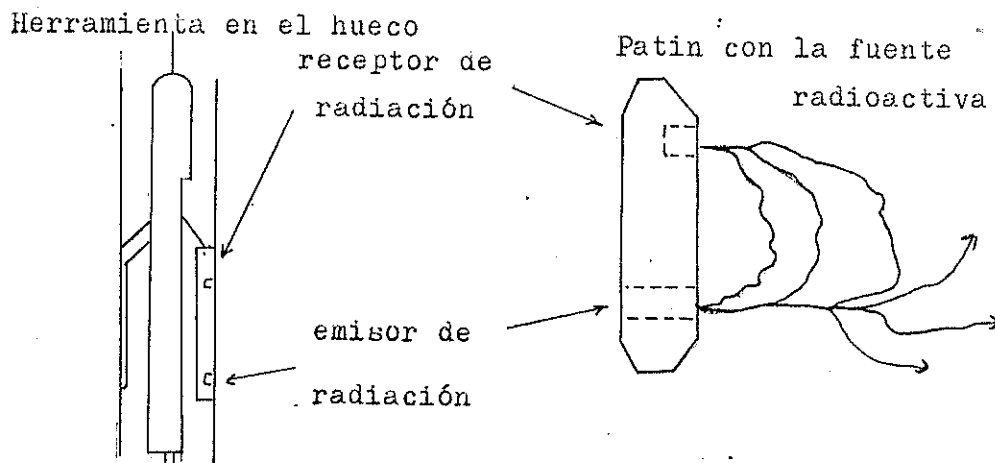 Herramienta en el hueco
receptor de
radiación
Patin con la fuente
radioactiva
emisor de
radiación